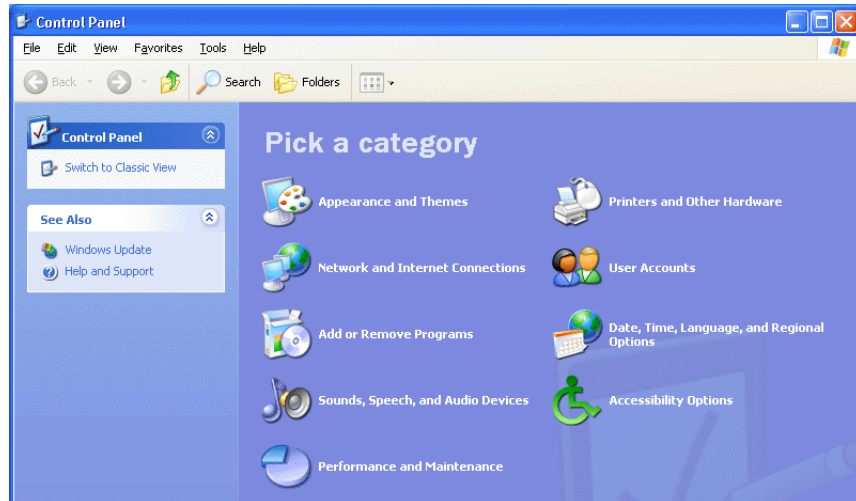 Control Panel
File Edit View Favorites Tools Help
Back Search Folders
Control Panel
Switch to Classic View
See Also
Windows Update
Help and Support
Pick a category
Appearance and Themes
Printers and Other Hardware
Network and Internet Connections
User Accounts
Add or Remove Programs
Date, Time, Language, and Regional
Options
Sounds, Speech, and Audio Devices
Accessibility Options
Performance and Maintenance